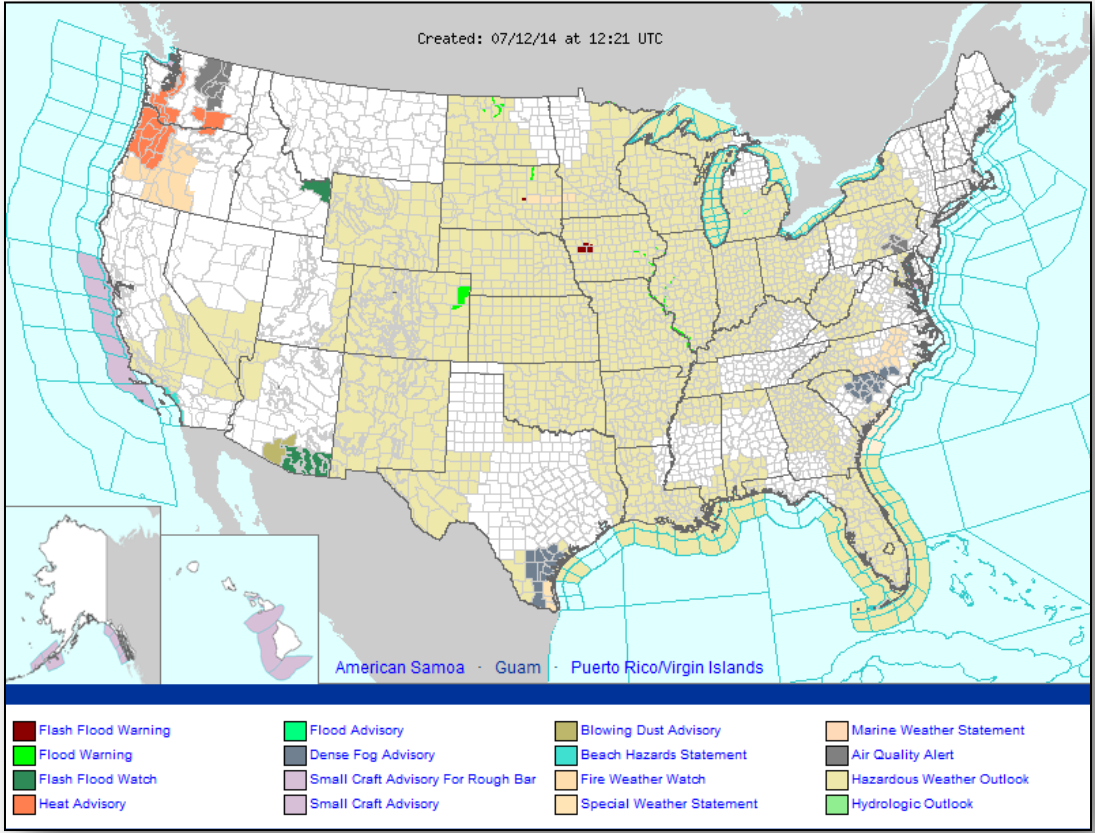 Created: 07/12/14 at 12:21 UTC
American Samoa · Guam · Puerto Rico/Virgin Islands
Flash Flood Warning
Flood Warning
Flash Flood Watch
Heat Advisory
Flood Advisory
Dense Fog Advisory
Small Craft Advisory For Rough Bar
Small Craft Advisory
Blowing Dust Advisory
Beach Hazards Statement
Fire Weather Watch
Special Weather Statement
Marine Weather Statement
Air Quality Alert
Hazardous Weather Outlook
Hydrologic Outlook